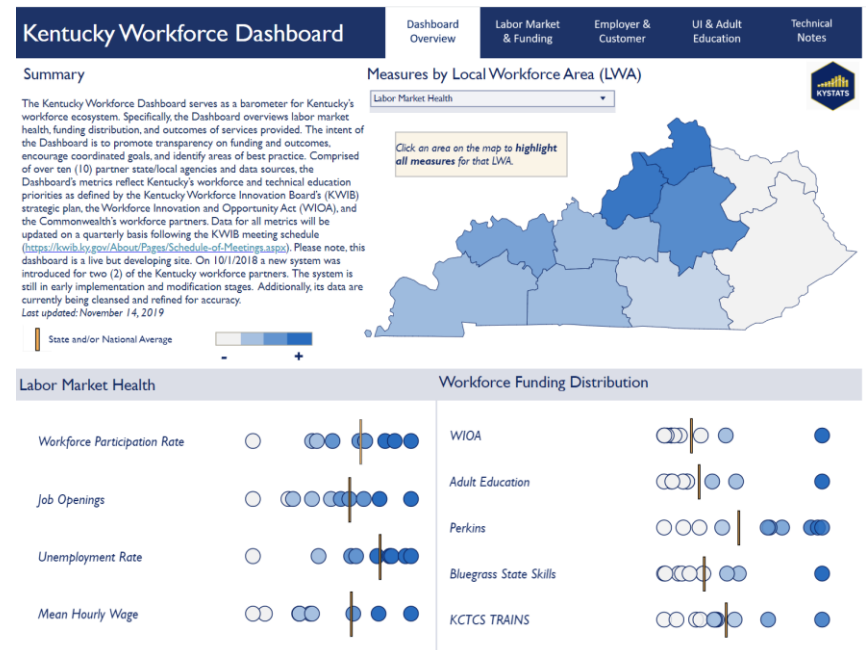 Kentucky Workforce Dashboard
Dashboard
Overview
Labor Market
& Funding
Employer &
Customer
UI & Adult
Education
Technical
Notes
Summary
The Kentucky Workforce Dashboard serves as a barometer for Kentucky's
workforce ecosystem. Specifically, the Dashboard overviews labor market
health, funding distribution, and outcomes of services provided. The intent of
the Dashboard is to promote transparency on funding and outcomes,
encourage coordinated goals, and identify areas of best practice. Comprised
of over ten (10) partner state/local agencies and data sources, the
Dashboard's metrics reflect Kentucky's workforce and technical education
priorities as defined by the Kentucky Workforce Innovation Board's (KWIB)
strategic plan, the Workforce Innovation and Opportunity Act (WIOA), and
the Commonwealth's workforce partners. Data for all metrics will be
updated on a quarterly basis following the KWIB meeting schedule
(https://kwib.ky.gov/About/Pages/Schedule-of-Meetings.aspx). Please note, this
dashboard is a live but developing site. On 10/1/2018 a new system was
introduced for two (2) of the Kentucky workforce partners. The system is
still in early implementation and modification stages. Additionally, its data are
currently being cleansed and refined for accuracy.
Last updated: November 14, 2019
State and/or National Average
- +
Measures by Local Workforce Area (LWA)
Labor Market Health
KYSTATS
Click an area on the map to highlight
all measures for that LWA.
Labor Market Health
Workforce Participation Rate
Job Openings
Unemployment Rate
Mean Hourly Wage
Workforce Funding Distribution
WIOA
Adult Education
Perkins
Bluegrass State Skills
KCTCS TRAINS